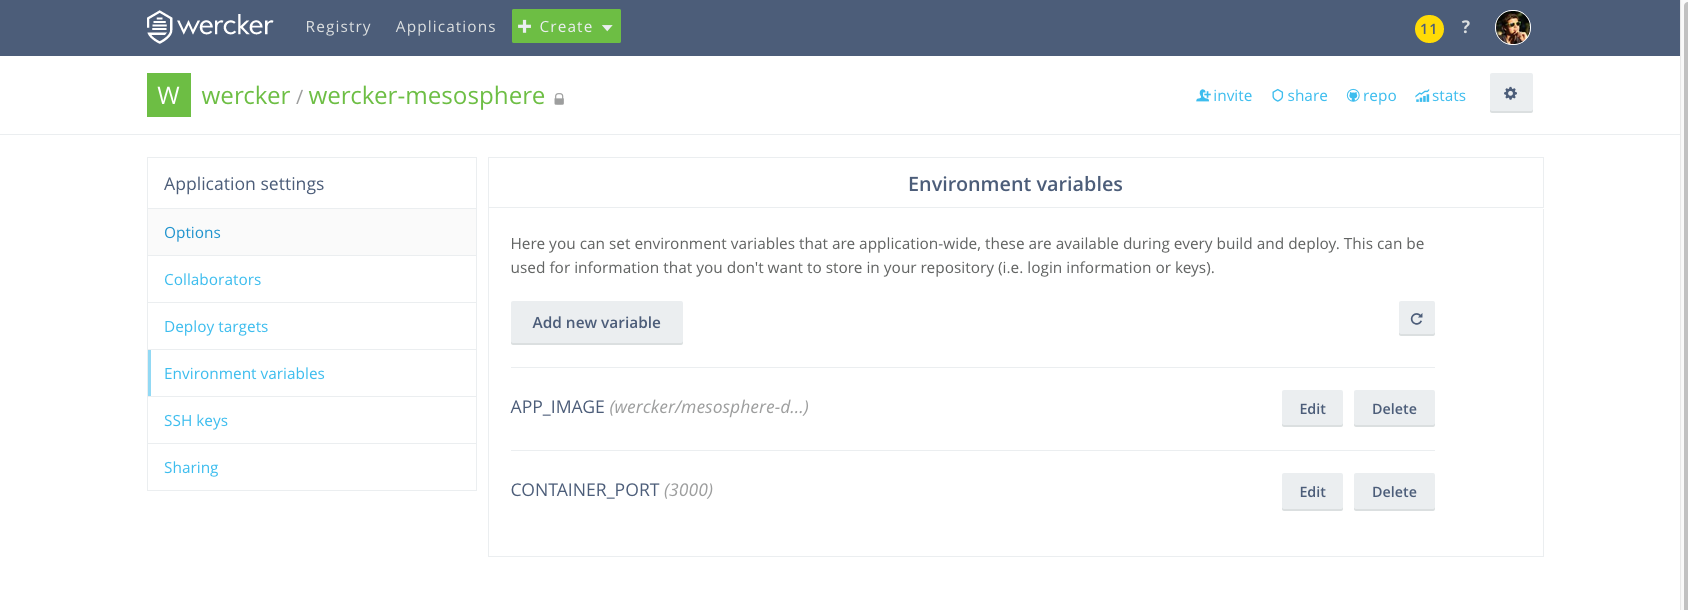 wercker Registry Applications + Create 11 ?
W wercker / wercker-mesosphere invite share repo stats
Application settings
Options
Collaborators
Deploy targets
Environment variables
SSH keys
Sharing
Environment variables
Here you can set environment variables that are application-wide, these are available during every build and deploy. This can be
used for information that you don't want to store in your repository (i.e. login information or keys).
Add new variable
APP_IMAGE (wercker/mesosphere-d...) Edit Delete
CONTAINER_PORT (3000) Edit Delete